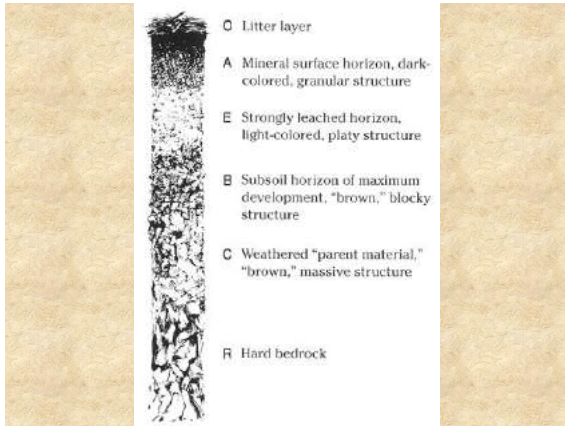 O Litter layer
A Mineral surface horizon, dark-
colored, granular structure
E Strongly leached horizon,
light-colored, platy structure
B Subsoil horizon of maximum
development, “brown,” blocky
structure
C Weathered “parent material,”
“brown,” massive structure
R Hard bedrock